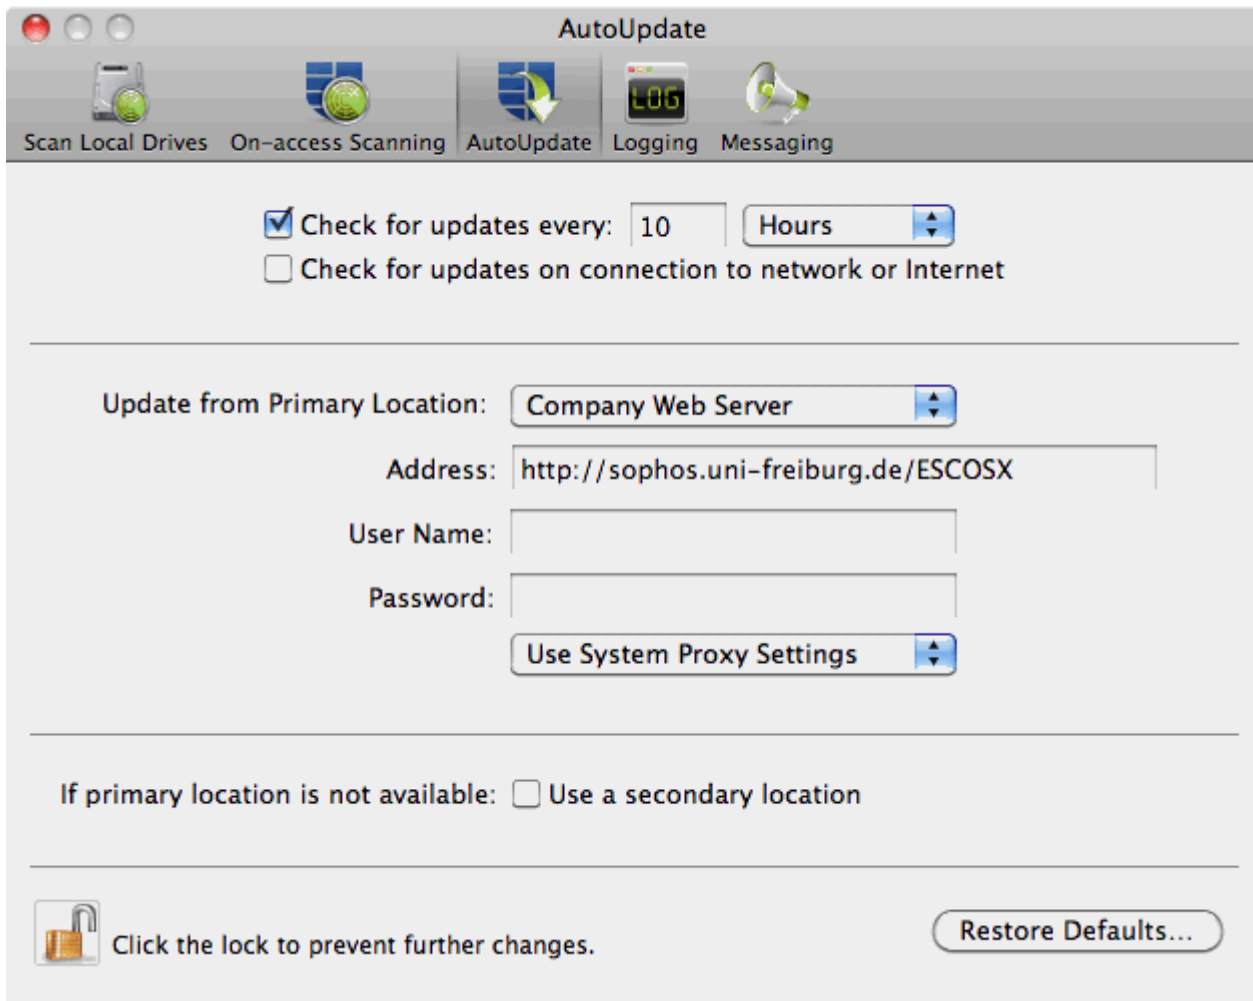 AutoUpdate
LOG
Scan Local Drives On-access Scanning AutoUpdate Logging Messaging
Check for updates every: 10 Hours
Check for updates on connection to network or Internet
Update from Primary Location: Company Web Server
Address: http://sophos.uni-freiburg.de/ESCOSX
User Name:
Password:
Use System Proxy Settings
If primary location is not available: Use a secondary location
Click the lock to prevent further changes. Restore Defaults...